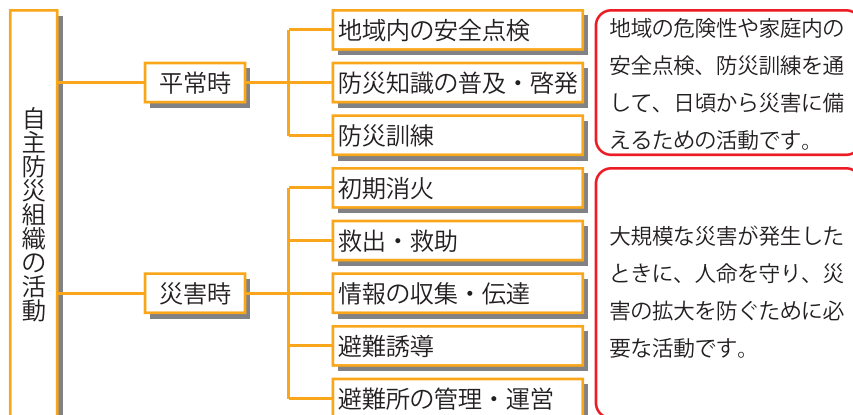 自主防災組織の活動
平常時
地域内の安全点検
防災知識の普及・啓発
防災訓練
地域の危険性や家庭内の
安全点検、防災訓練を通
して、日頃から災害に備
えるための活動です。
災害時
初期消火
救出・救助
情報の収集・伝達
避難誘導
避難所の管理・運営
大規模な災害が発生した
ときに、人命を守り、災
害の拡大を防ぐために必
要な活動です。